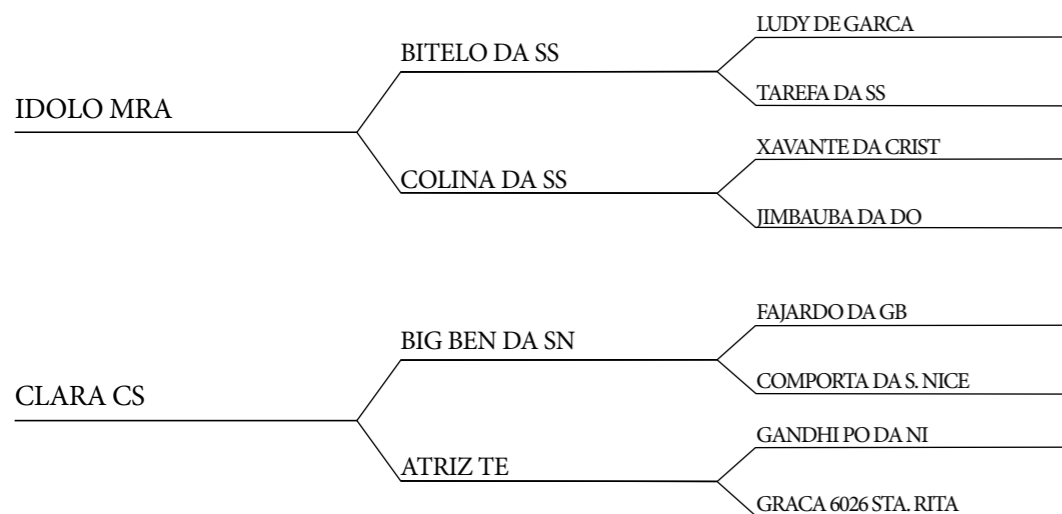 LUDY DE GARCA
BITELO DA SS
TAREFA DA SS
IDOLO MRA
XAVANTE DA CRIST
COLINA DA SS
JIMBAUBA DA DO
FAJARDO DA GB
BIG BEN DA SN
COMPORTA DA S. NICE
CLARA CS
GANDHI PO DA NI
ATRIZ TE
GRACA 6026 STA. RITA